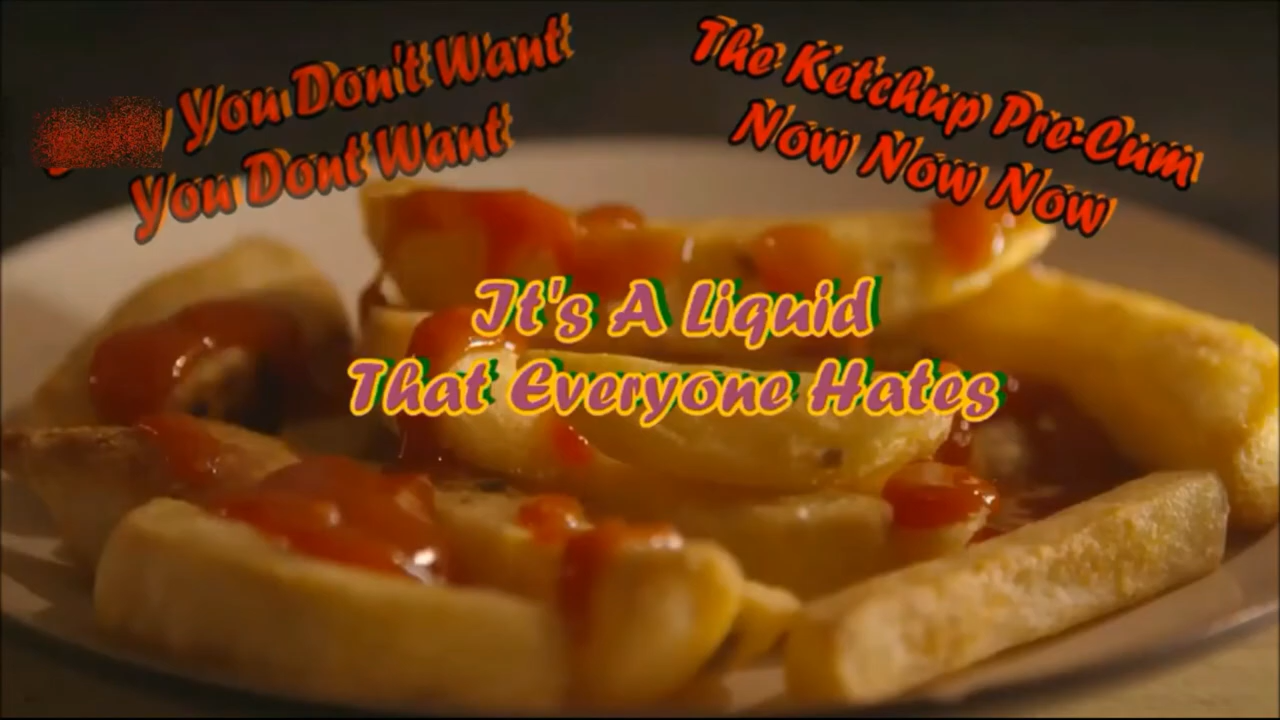 You Don't Want
You Dont Want
The Ketchup Pre-Cum
Now Now Now
It's A Liquid
That Everyone Hates